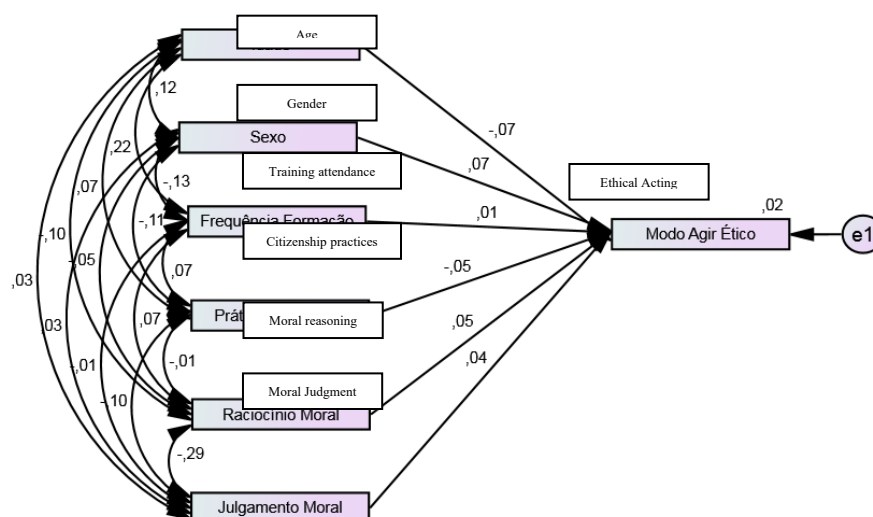 Age
,12
Gender
Sexo
-,07
,22
,07
Training attendance
-,13
,07
Ethical Acting
-,11
Frequência Formação
,01
,02
Modo Agir Ético
e1
-,10
Citizenship practices
,05
,07
-,05
,03
Prát
Moral reasoning
,03
,07
,05
-,01
,04
,01
Moral Judgment
-,10
Raciocínio Moral
-,29
Julgamento Moral